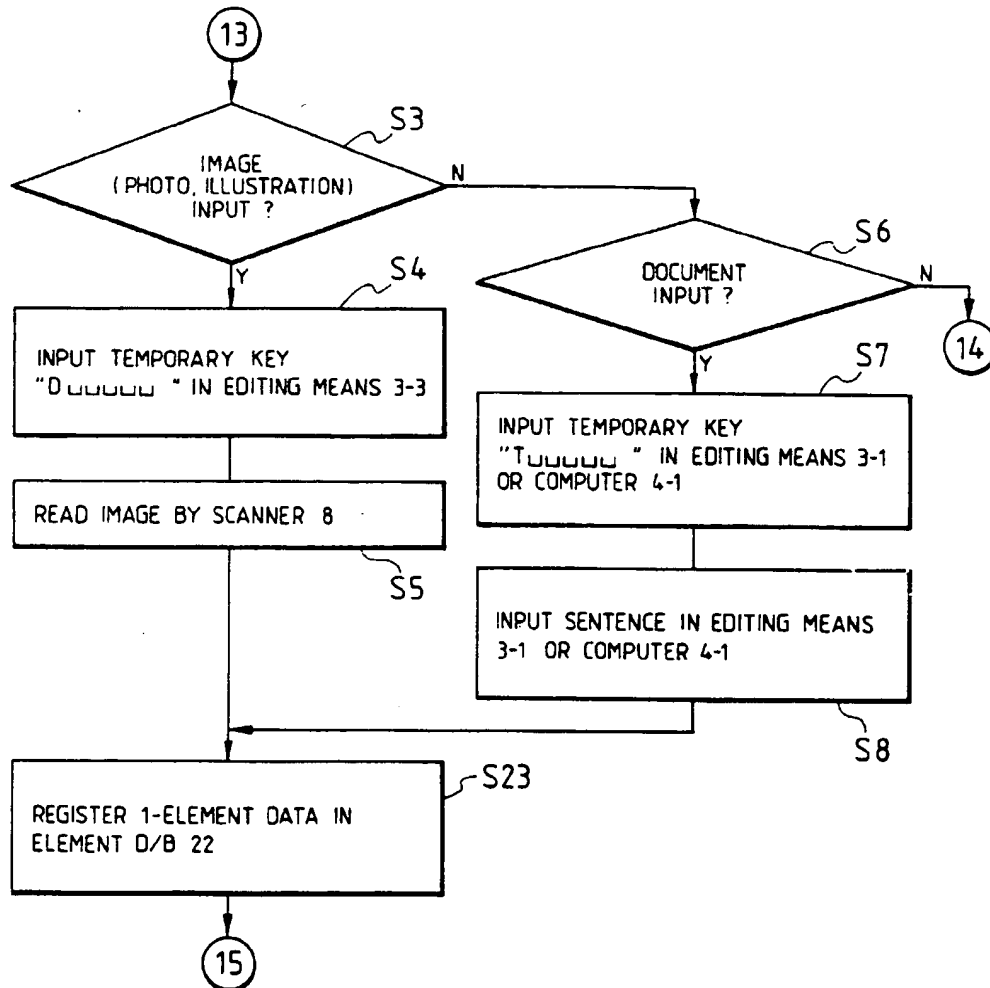 13
S3
IMAGE
(PHOTO, ILLUSTRATION)
INPUT ?
N
Y
S4
INPUT TEMPORARY KEY
"D␣␣␣␣␣ " IN EDITING MEANS 3-3
READ IMAGE BY SCANNER 8
S5
S6
DOCUMENT
INPUT ?
N
14
Y
S7
INPUT TEMPORARY KEY
"T␣␣␣␣␣ " IN EDITING MEANS 3-1
OR COMPUTER 4-1
INPUT SENTENCE IN EDITING MEANS
3-1 OR COMPUTER 4-1
S8
S23
REGISTER 1-ELEMENT DATA IN
ELEMENT D/B 22
15